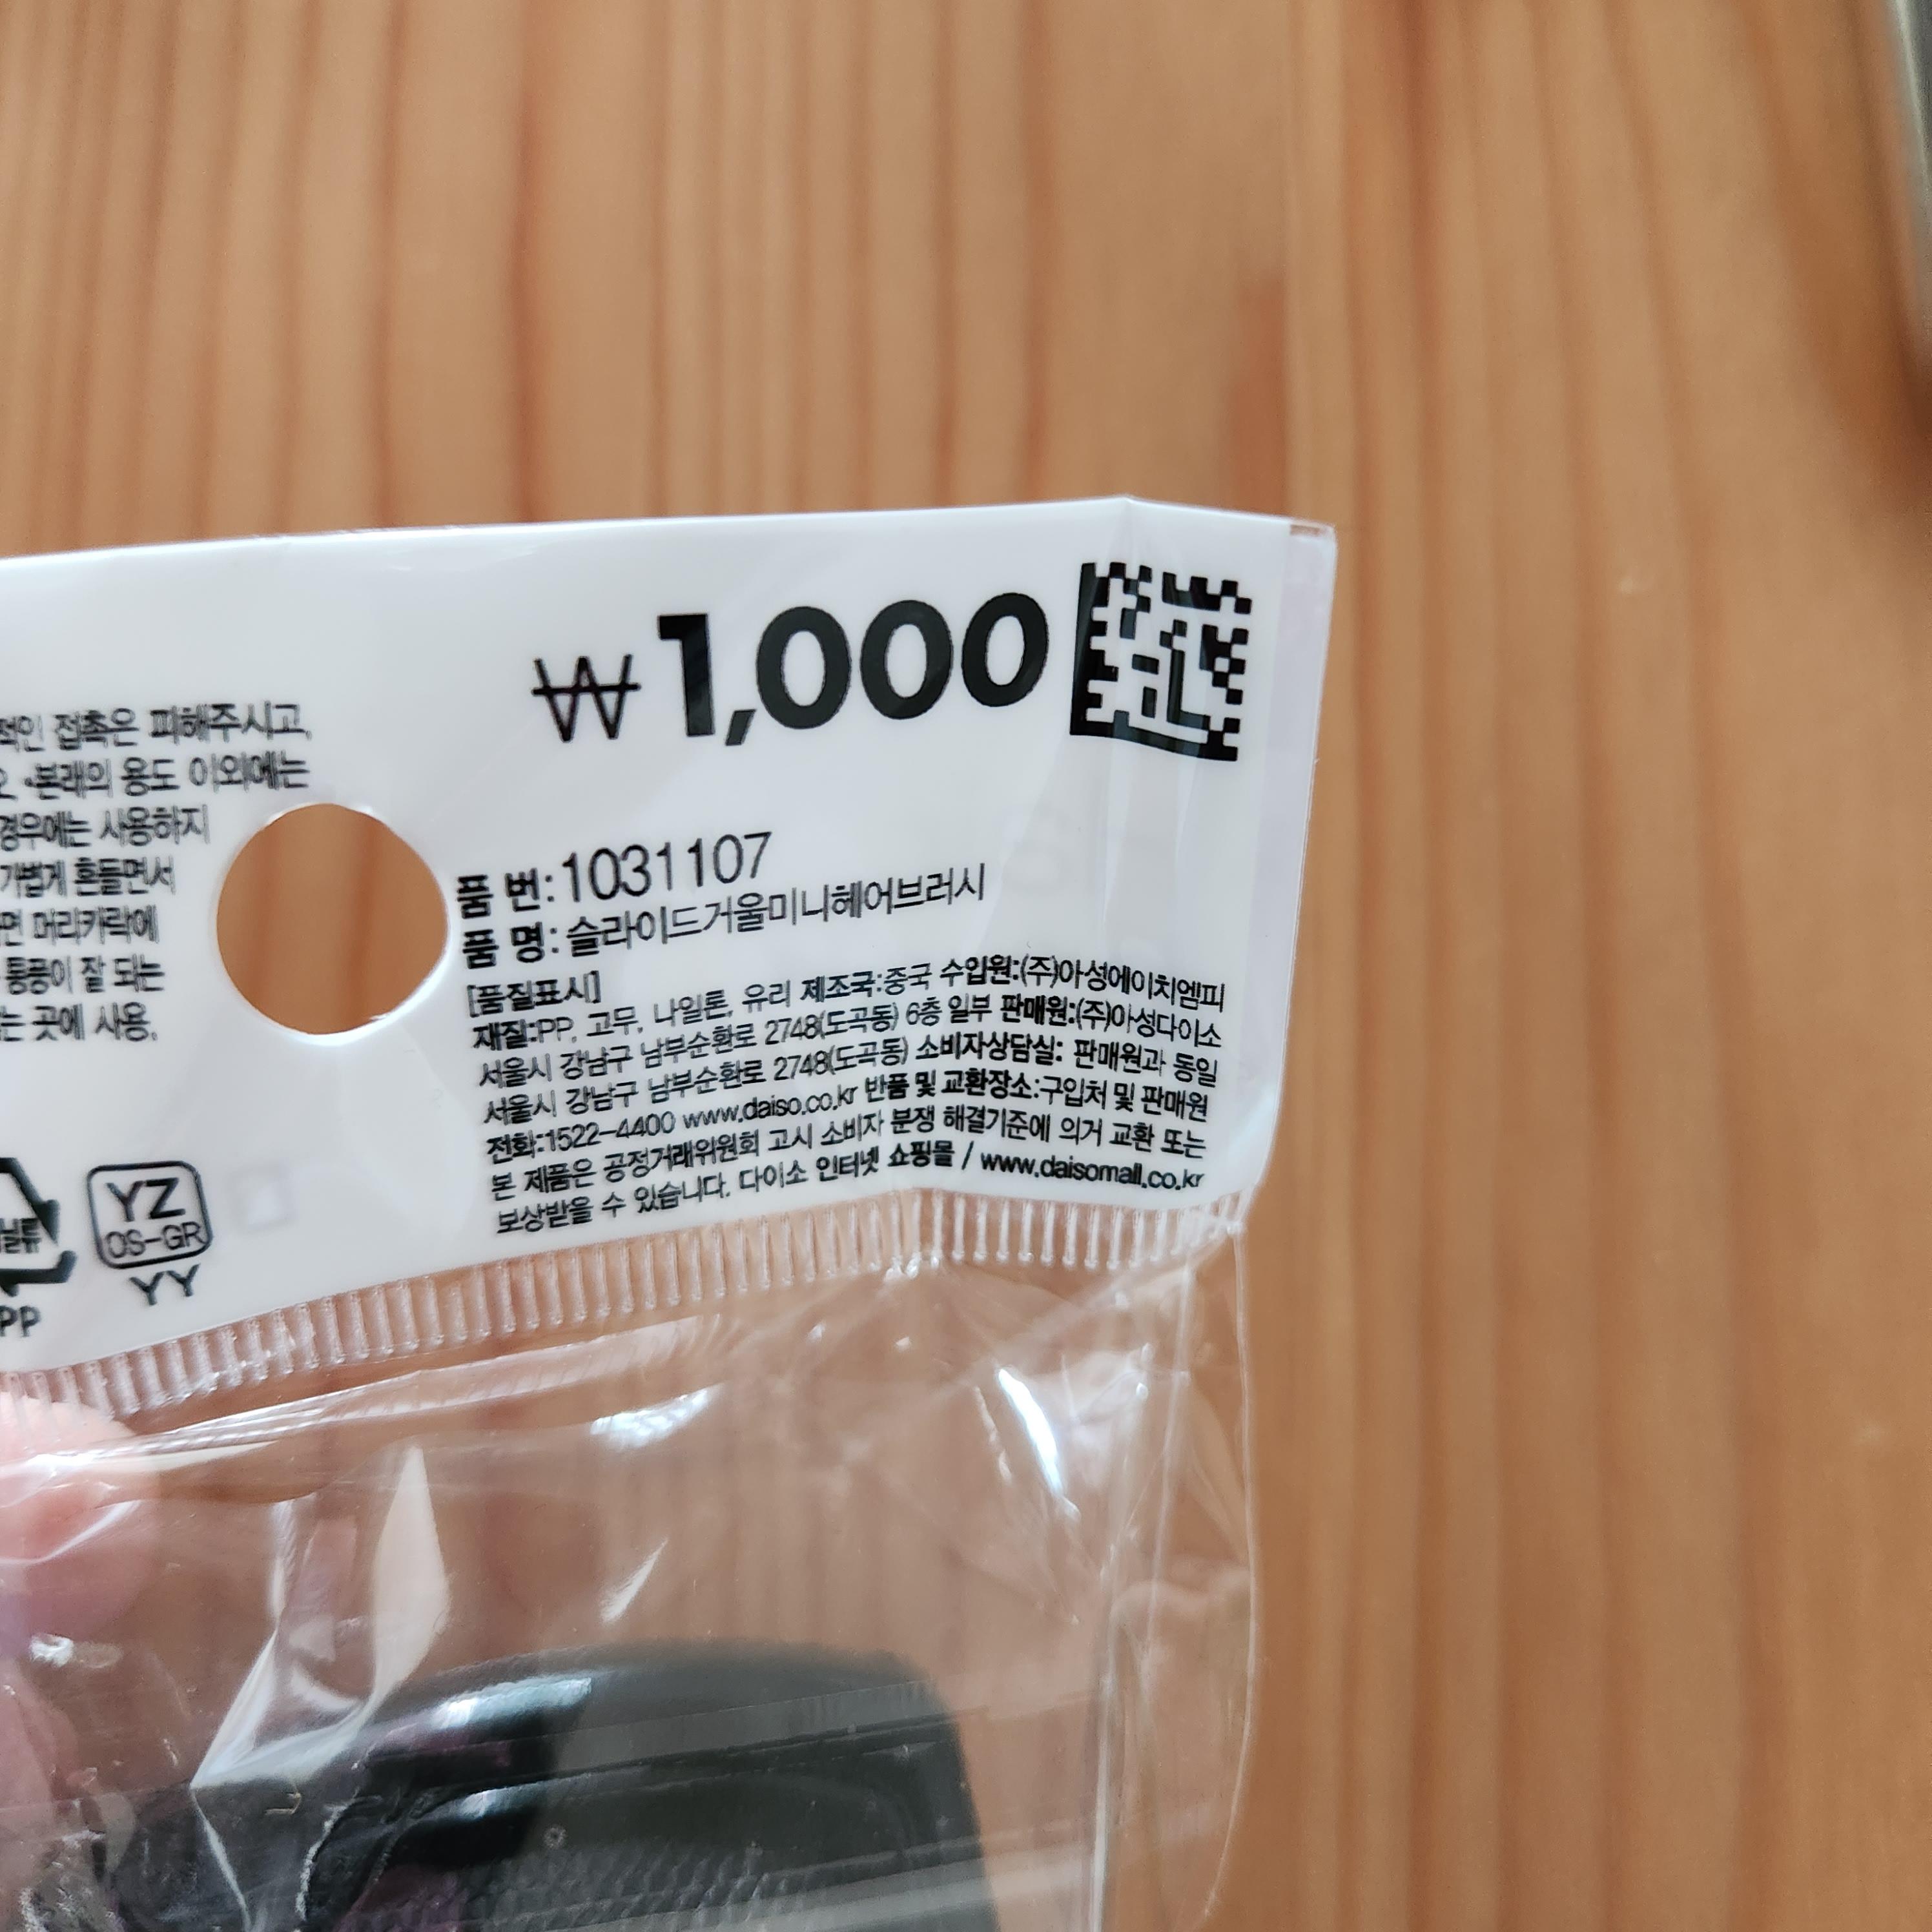 ₩1,000
적인 접촉은 피해주시고,
오. •본래의 용도 이외에는
경우에는 사용하지
가볍게 흔들면서
면 머리카락에
통풍이 잘 되는
는 곳에 사용.
품 번:1031107
품 명:슬라이드거울미니헤어브러시
[품질표시]
재질:PP, 고무, 나일론, 유리 제조국:중국 수입원:(주)아성에이치엠피
서울시 강남구 남부순환로 2748(도곡동) 6층 일부 판매원:(주)아성다이소
서울시 강남구 남부순환로 2748(도곡동) 소비자상담실: 판매원과 동일
전화:1522-4400 www.daiso.co.kr 반품 및 교환장소:구입처 및 판매원
본 제품은 공정거래위원회 고시 소비자 분쟁 해결기준에 의거 교환 또는
보상받을 수 있습니다. 다이소 인터넷 쇼핑몰 / www.daisomall.co.kr
닐류
PP
YZ
OS-GR
YY